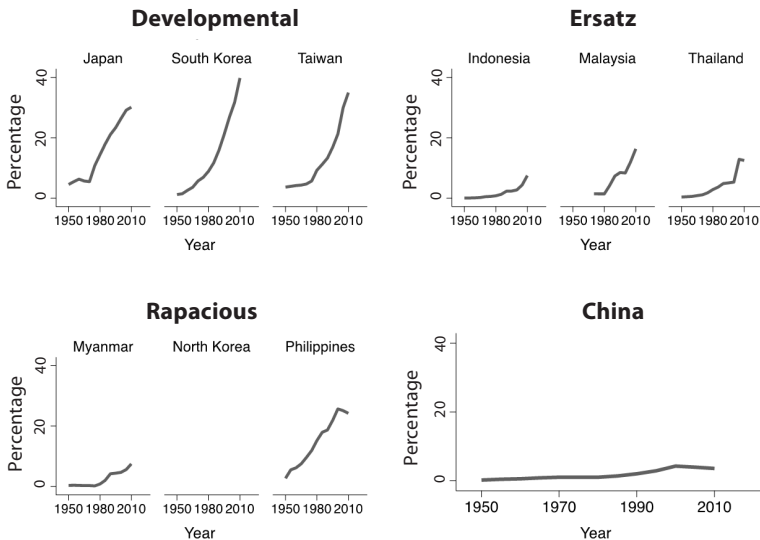 Developmental
Japan South Korea Taiwan
Percentage
40
20
0
1950 1980 2010 1950 1980 2010 1950 1980 2010
Year
Ersatz
Indonesia Malaysia Thailand
Percentage
40
20
0
1950 1980 2010 1950 1980 2010 1950 1980 2010
Year
Rapacious
Myanmar North Korea Philippines
Percentage
40
20
0
1950 1980 2010 1950 1980 2010 1950 1980 2010
Year
China
Percentage
40
20
0
1950 1970 1990 2010
Year